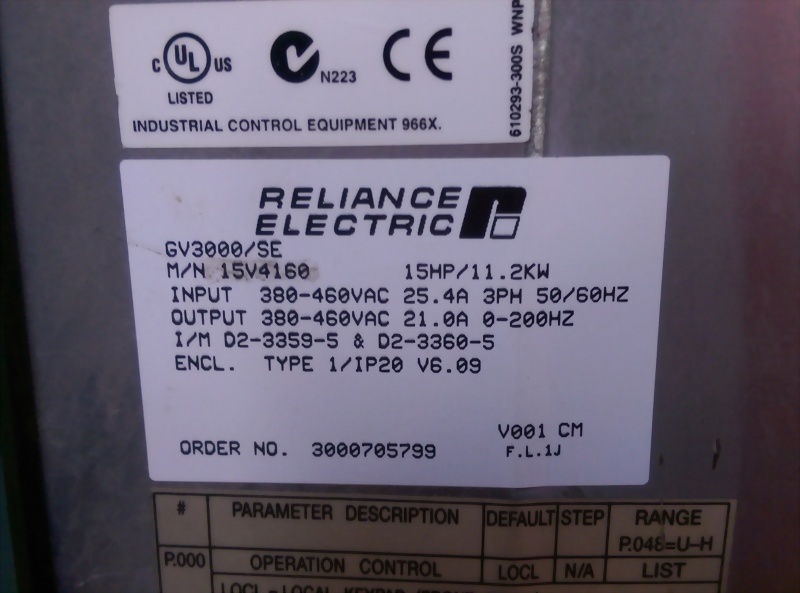 C UL US
LISTED
N223
CE
INDUSTRIAL CONTROL EQUIPMENT 966X.
610293-300S WNP
RELIANCE
ELECTRIC
GV3000/SE
M/N 15V4160 15HP/11.2KW
INPUT 380-460VAC 25.4A 3PH 50/60HZ
OUTPUT 380-460VAC 21.0A 0-200HZ
I/M D2-3359-5 & D2-3360-5
ENCL. TYPE 1/IP20 V6.09
V001 CM
ORDER NO. 3000705799 F.L.1J
# PARAMETER DESCRIPTION DEFAULT STEP RANGE
P.048=U-H
P.000 OPERATION CONTROL LOCL N/A LIST
LOCL - LOCAL KEYPAD